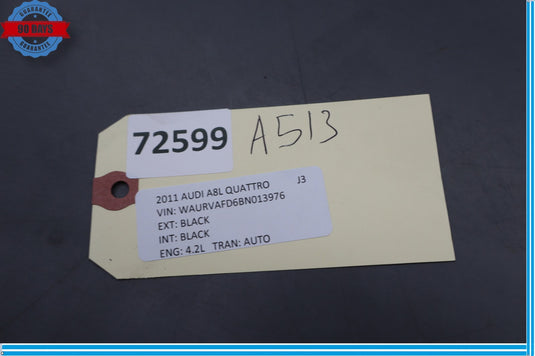 GUARANTEE
90 DAYS
GUARANTEE
72599
A513
2011 AUDI A8L QUATTRO J3
VIN: WAURVAFD6BN013976
EXT: BLACK
INT: BLACK
ENG: 4.2L TRAN: AUTO